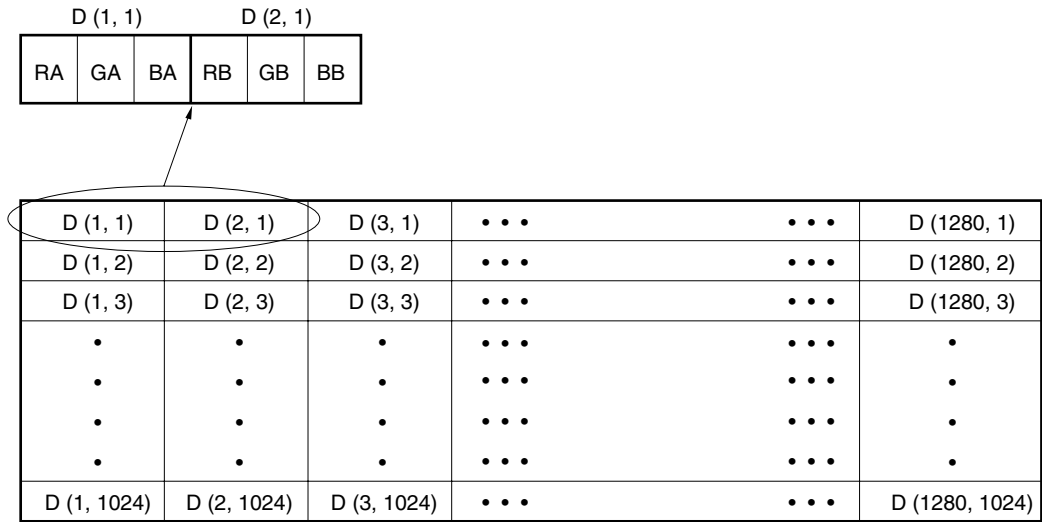 D (1, 1) D (2, 1)
RA GA BA RB GB BB
D (1, 1) D (2, 1) D (3, 1) • • • • • • D (1280, 1)
D (1, 2) D (2, 2) D (3, 2) • • • • • • D (1280, 2)
D (1, 3) D (2, 3) D (3, 3) • • • • • • D (1280, 3)
• • • • • • • • • •
• • • • • • • • • •
• • • • • • • • • •
• • • • • • • • • •
D (1, 1024) D (2, 1024) D (3, 1024) • • • • • • D (1280, 1024)